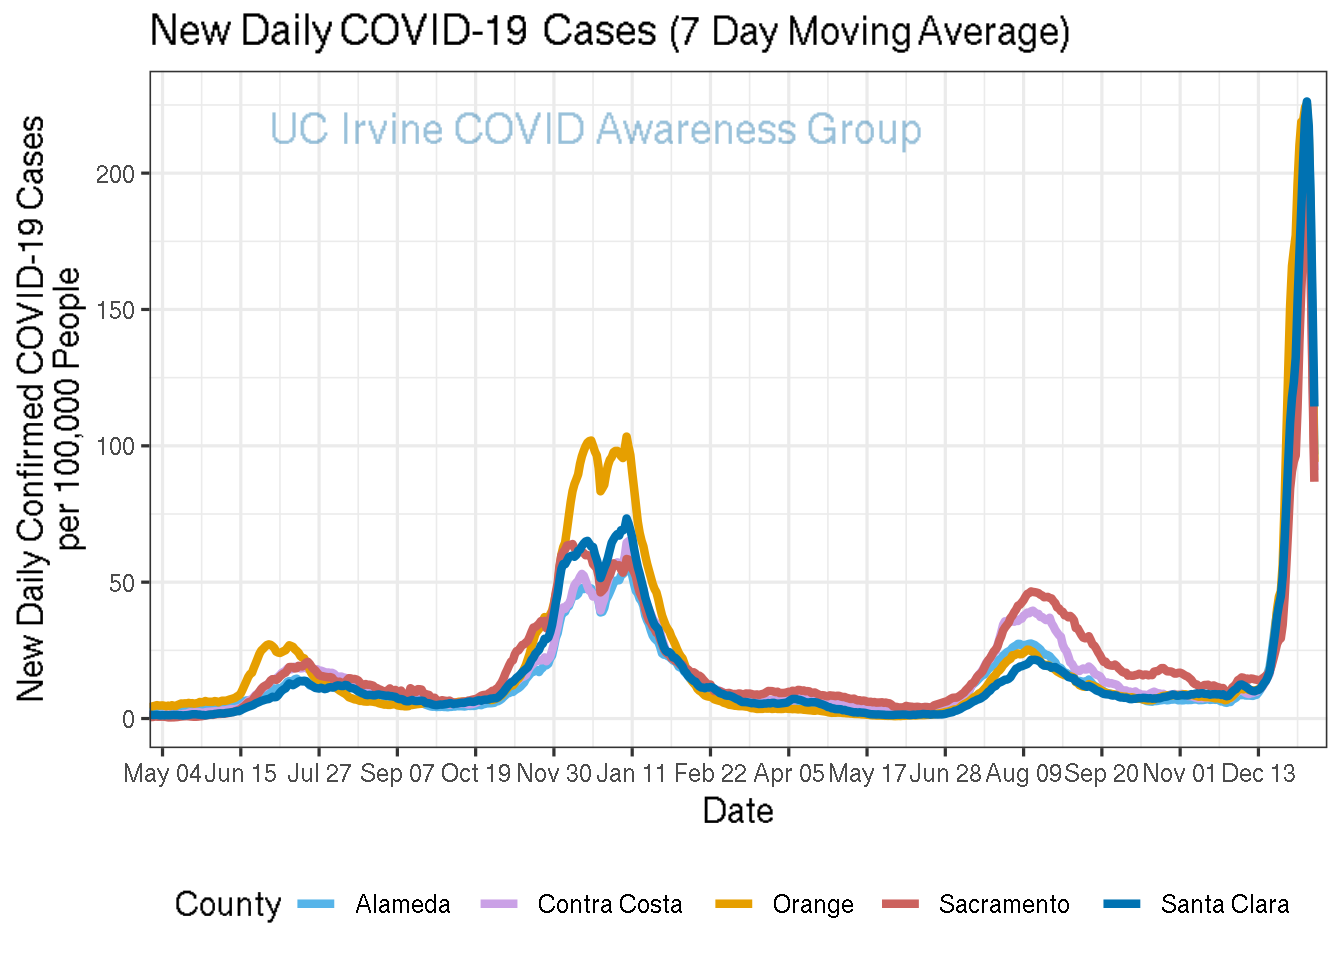 New Daily COVID-19 Cases (7 Day Moving Average)
UC Irvine COVID Awareness Group
New Daily Confirmed COVID-19 Cases
per 100,000 People
200
150
100
50
0
May 04 Jun 15 Jul 27 Sep 07 Oct 19 Nov 30 Jan 11 Feb 22 Apr 05 May 17 Jun 28 Aug 09 Sep 20 Nov 01 Dec 13
Date
County Alameda Contra Costa Orange Sacramento Santa Clara